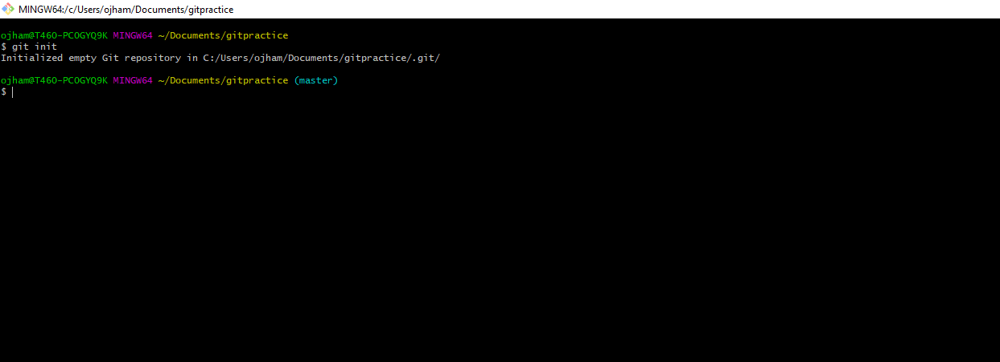 MINGW64:/c/Users/ojham/Documents/gitpractice
ojham@T460-PC0GYQ9K MINGW64 ~/Documents/gitpractice
$ git init
Initialized empty Git repository in C:/Users/ojham/Documents/gitpractice/.git/
ojham@T460-PC0GYQ9K MINGW64 ~/Documents/gitpractice (master)
$